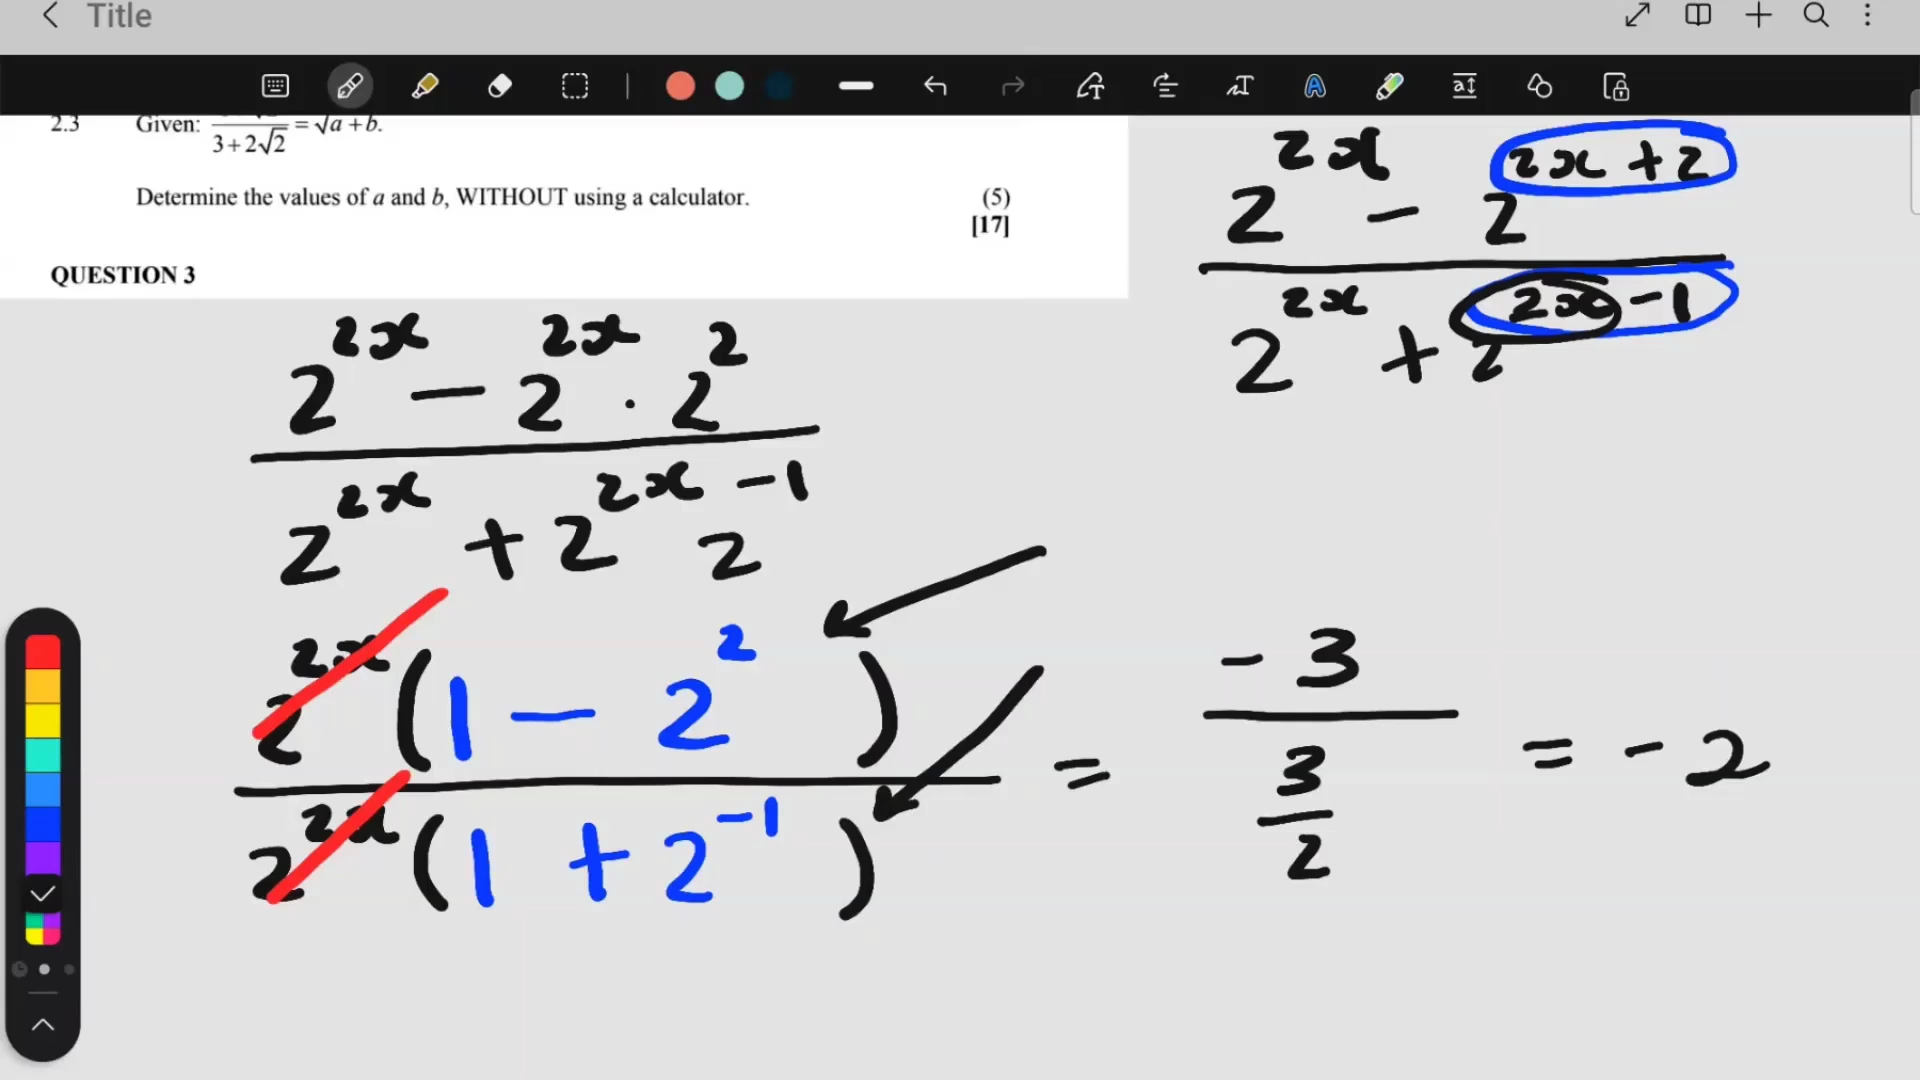 Title
2.3 Given: 3+2√2 = √a + b.
Determine the values of a and b, WITHOUT using a calculator. (5)
[17]
QUESTION 3
2^{2x} - 2^{2x+2}
2^{2x} + 2^{2x-1}
2^{2x} - 2^{2x} · 2^{2}
2^{2x} + 2^{2x} 2^{-1}
2^{2x} (1 - 2^{2})
2^{2x} (1 + 2^{-1})
= -3 / (3/2) = -2